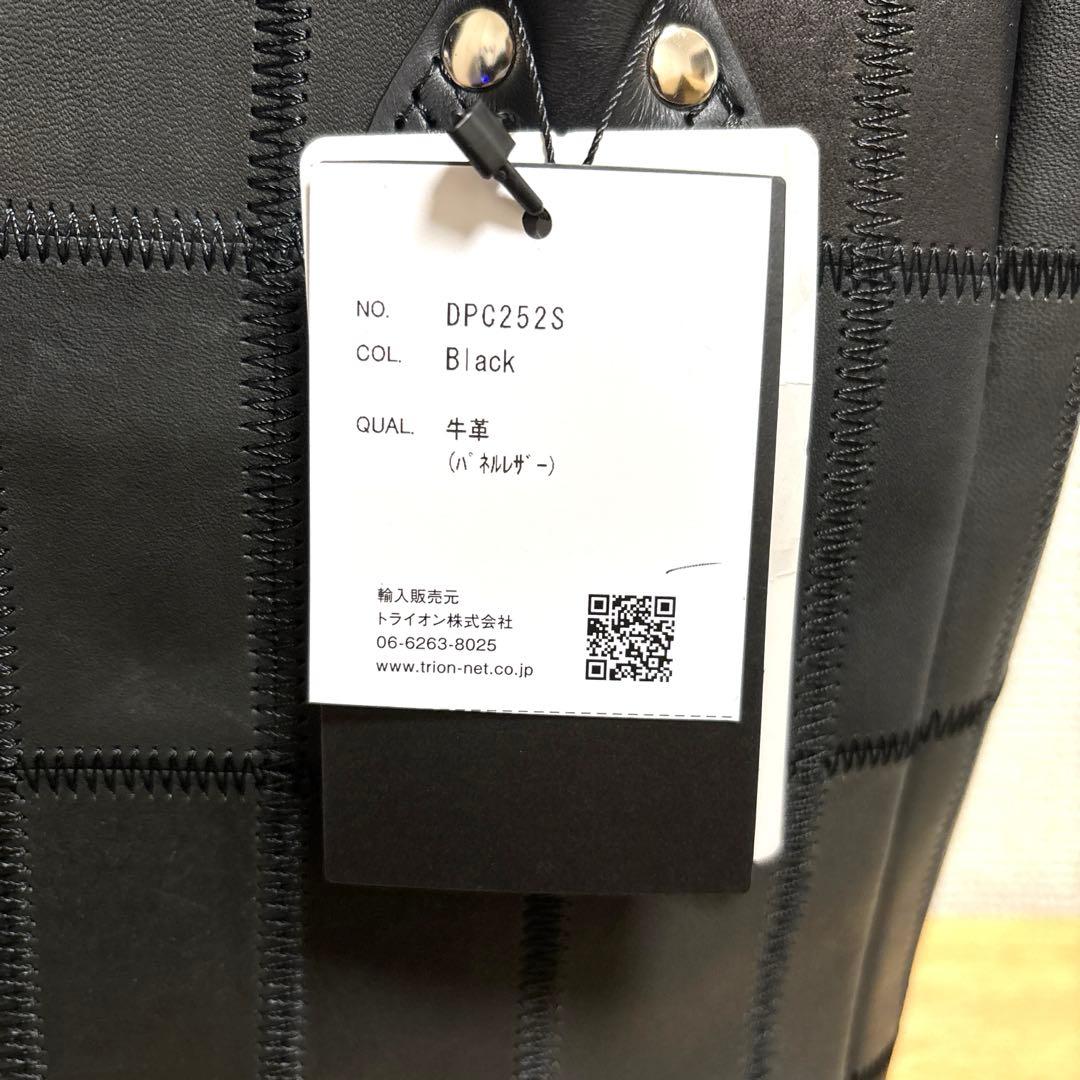 NO. DPC252S
COL. Black
QUAL. 牛革
(ﾊﾟﾈﾙﾚｻﾞｰ)
輸入販売元
トライオン株式会社
06-6263-8025
www.trion-net.co.jp